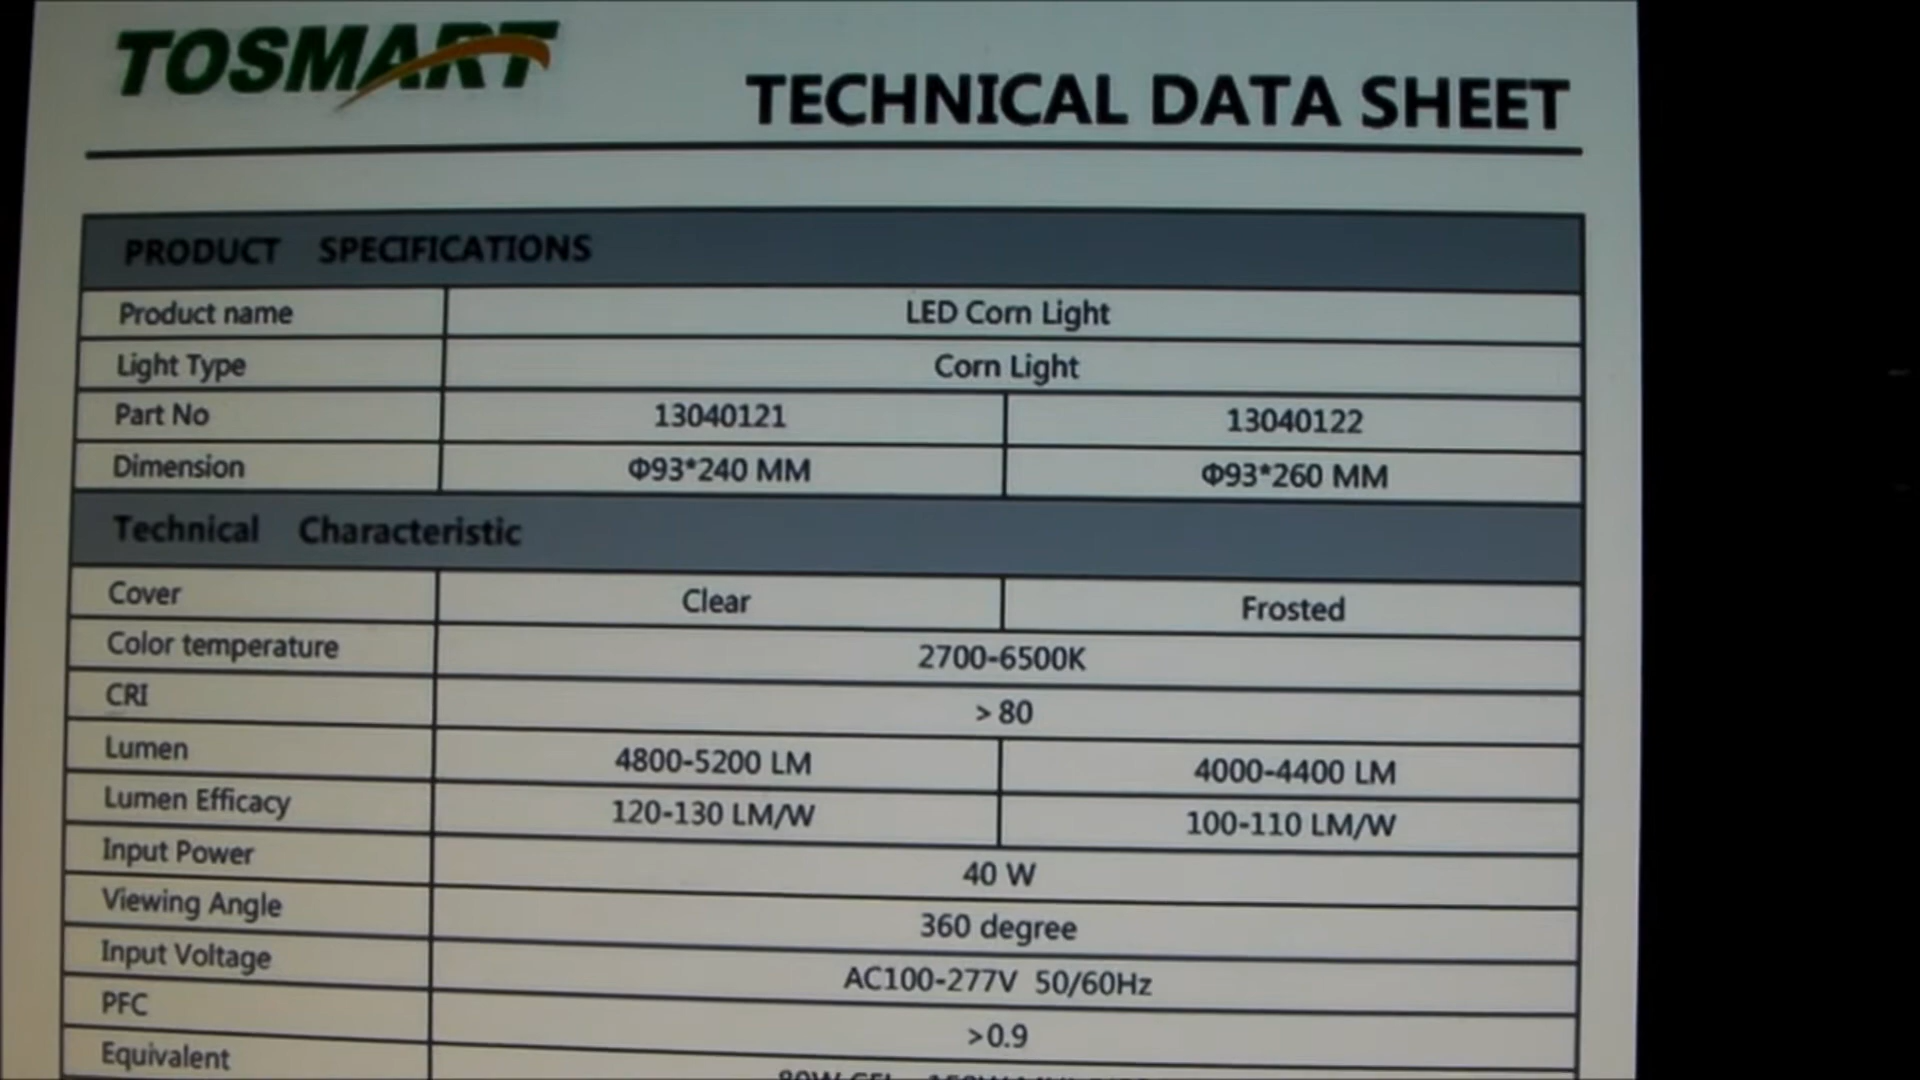 TOSMART
TECHNICAL DATA SHEET
PRODUCT SPECIFICATIONS
Product name LED Corn Light
Light Type Corn Light
Part No 13040121 13040122
Dimension Φ93*240 MM Φ93*260 MM
Technical Characteristic
Cover Clear Frosted
Color temperature 2700-6500K
CRI >80
Lumen 4800-5200 LM 4000-4400 LM
Lumen Efficacy 120-130 LM/W 100-110 LM/W
Input Power 40 W
Viewing Angle 360 degree
Input Voltage AC100-277V 50/60Hz
PFC >0.9
Equivalent